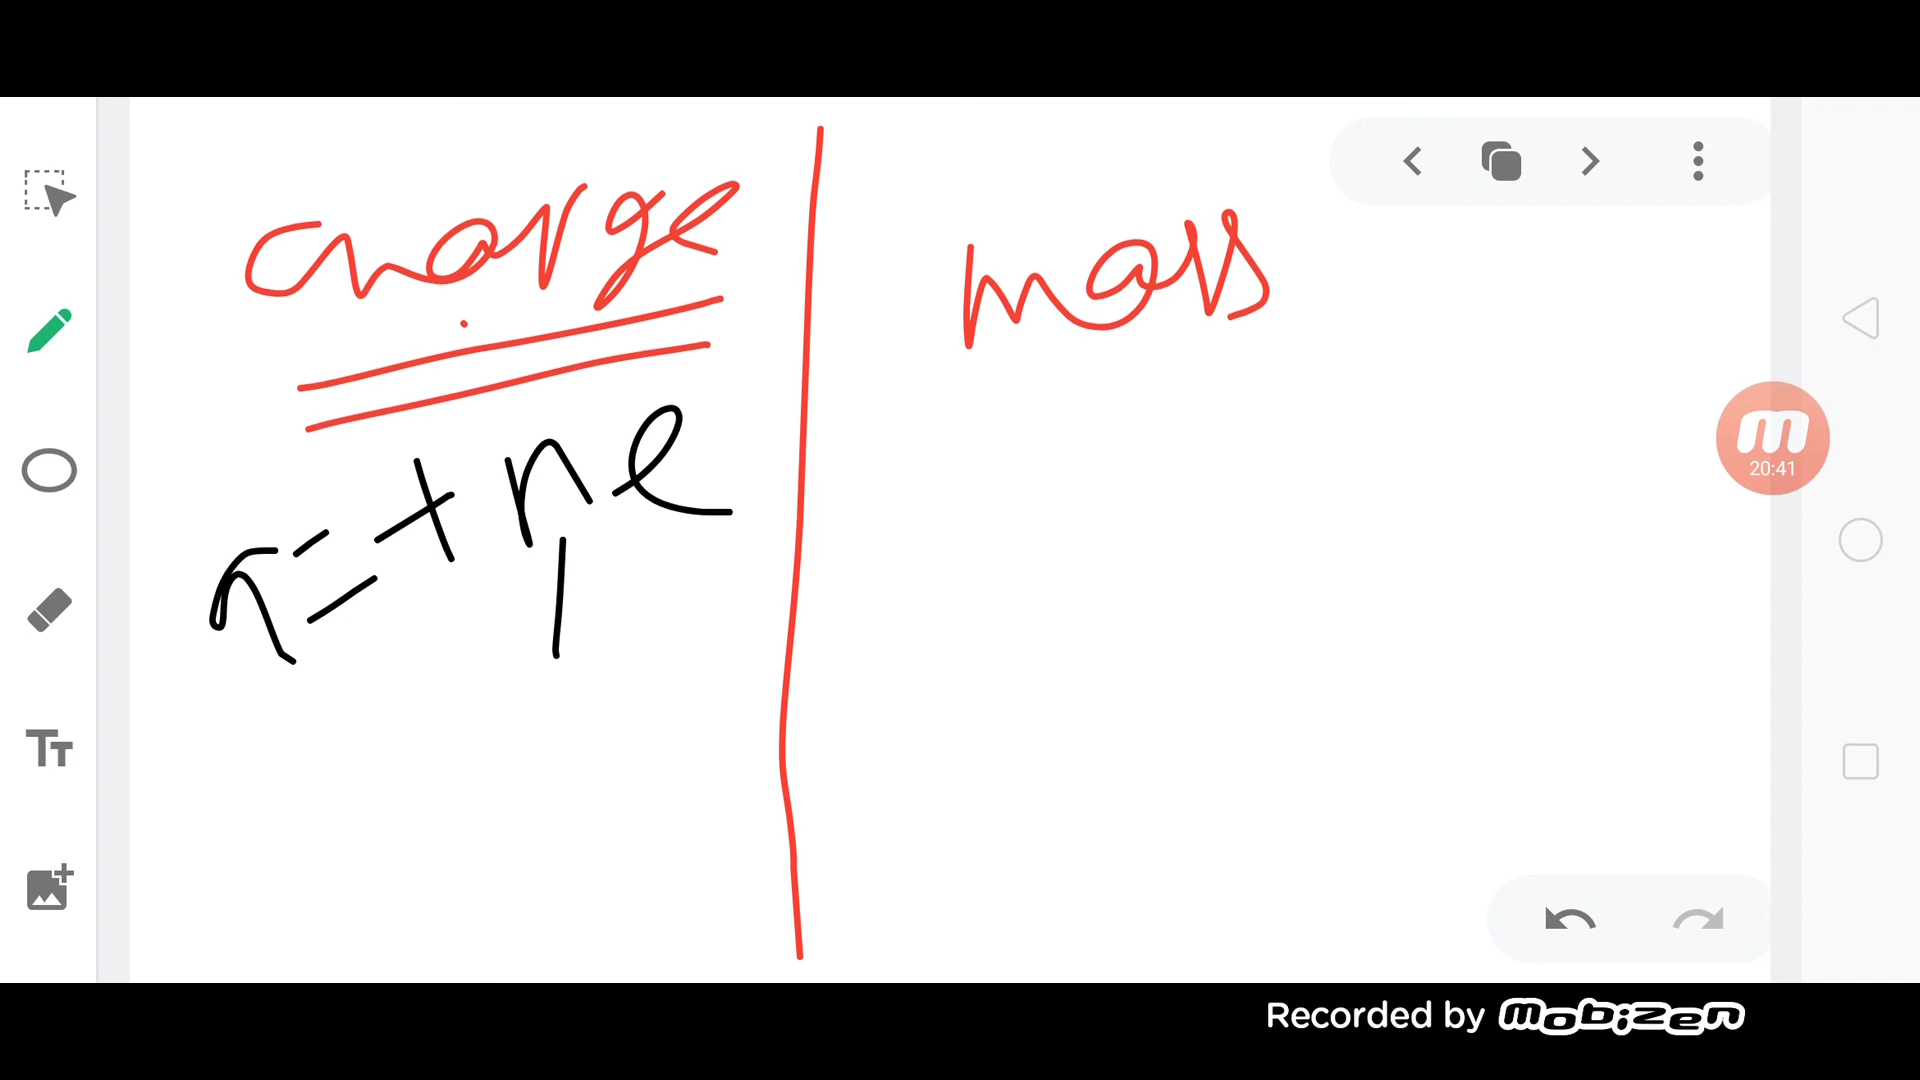 charge
mass
= + ne
20:41
Recorded by mobizen